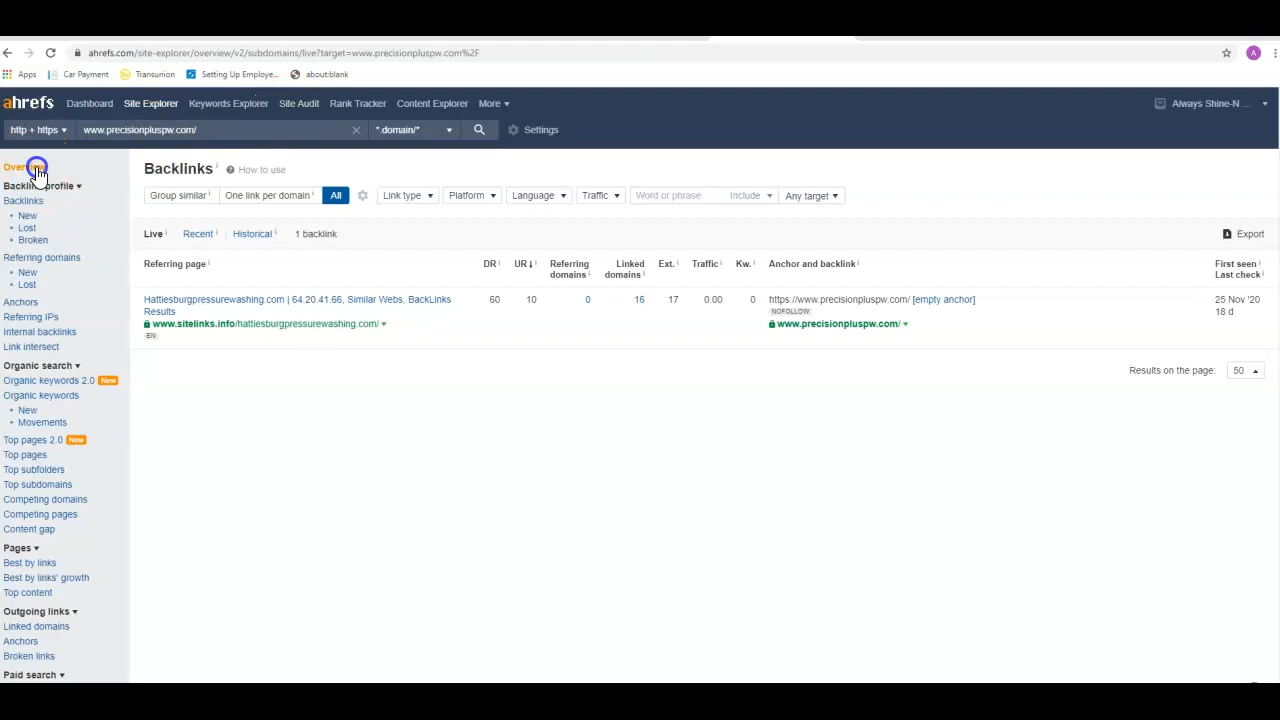 ahrefs.com/site-explorer/overview/v2/subdomains/live?target=www.precisionpluspw.com%2F
A
Apps Car Payment Transunion Setting Up Employe... about:blank
ahrefs Dashboard Site Explorer Keywords Explorer Site Audit Rank Tracker Content Explorer More Always Shine-N ...
http + https www.precisionpluspw.com/ *.domain/* Settings
Overview
Backlink profile
Backlinks
• New
• Lost
• Broken
Referring domains
• New
• Lost
Anchors
Referring IPs
Internal backlinks
Link intersect
Organic search
Organic keywords 2.0 New
Organic keywords
• New
• Movements
Top pages 2.0 New
Top pages
Top subfolders
Top subdomains
Competing domains
Competing pages
Content gap
Pages
Best by links
Best by links' growth
Top content
Outgoing links
Linked domains
Anchors
Broken links
Paid search
Backlinks i How to use
Group similar i One link per domain i All Link type Platform Language Traffic Word or phrase Include Any target
Live i Recent i Historical i 1 backlink Export
Referring page i DR i UR i Referring domains i Linked domains i Ext. i Traffic i Kw. i Anchor and backlink i First seen i Last check i
Hattiesburgpressurewashing.com | 64.20.41.66, Similar Webs, BackLinks 60 10 0 16 17 0.00 0 https://www.precisionpluspw.com/ [empty anchor] 25 Nov '20
Results NOFOLLOW 18 d
www.sitelinks.info/hattiesburgpressurewashing.com/ www.precisionpluspw.com/
EN
Results on the page: 50